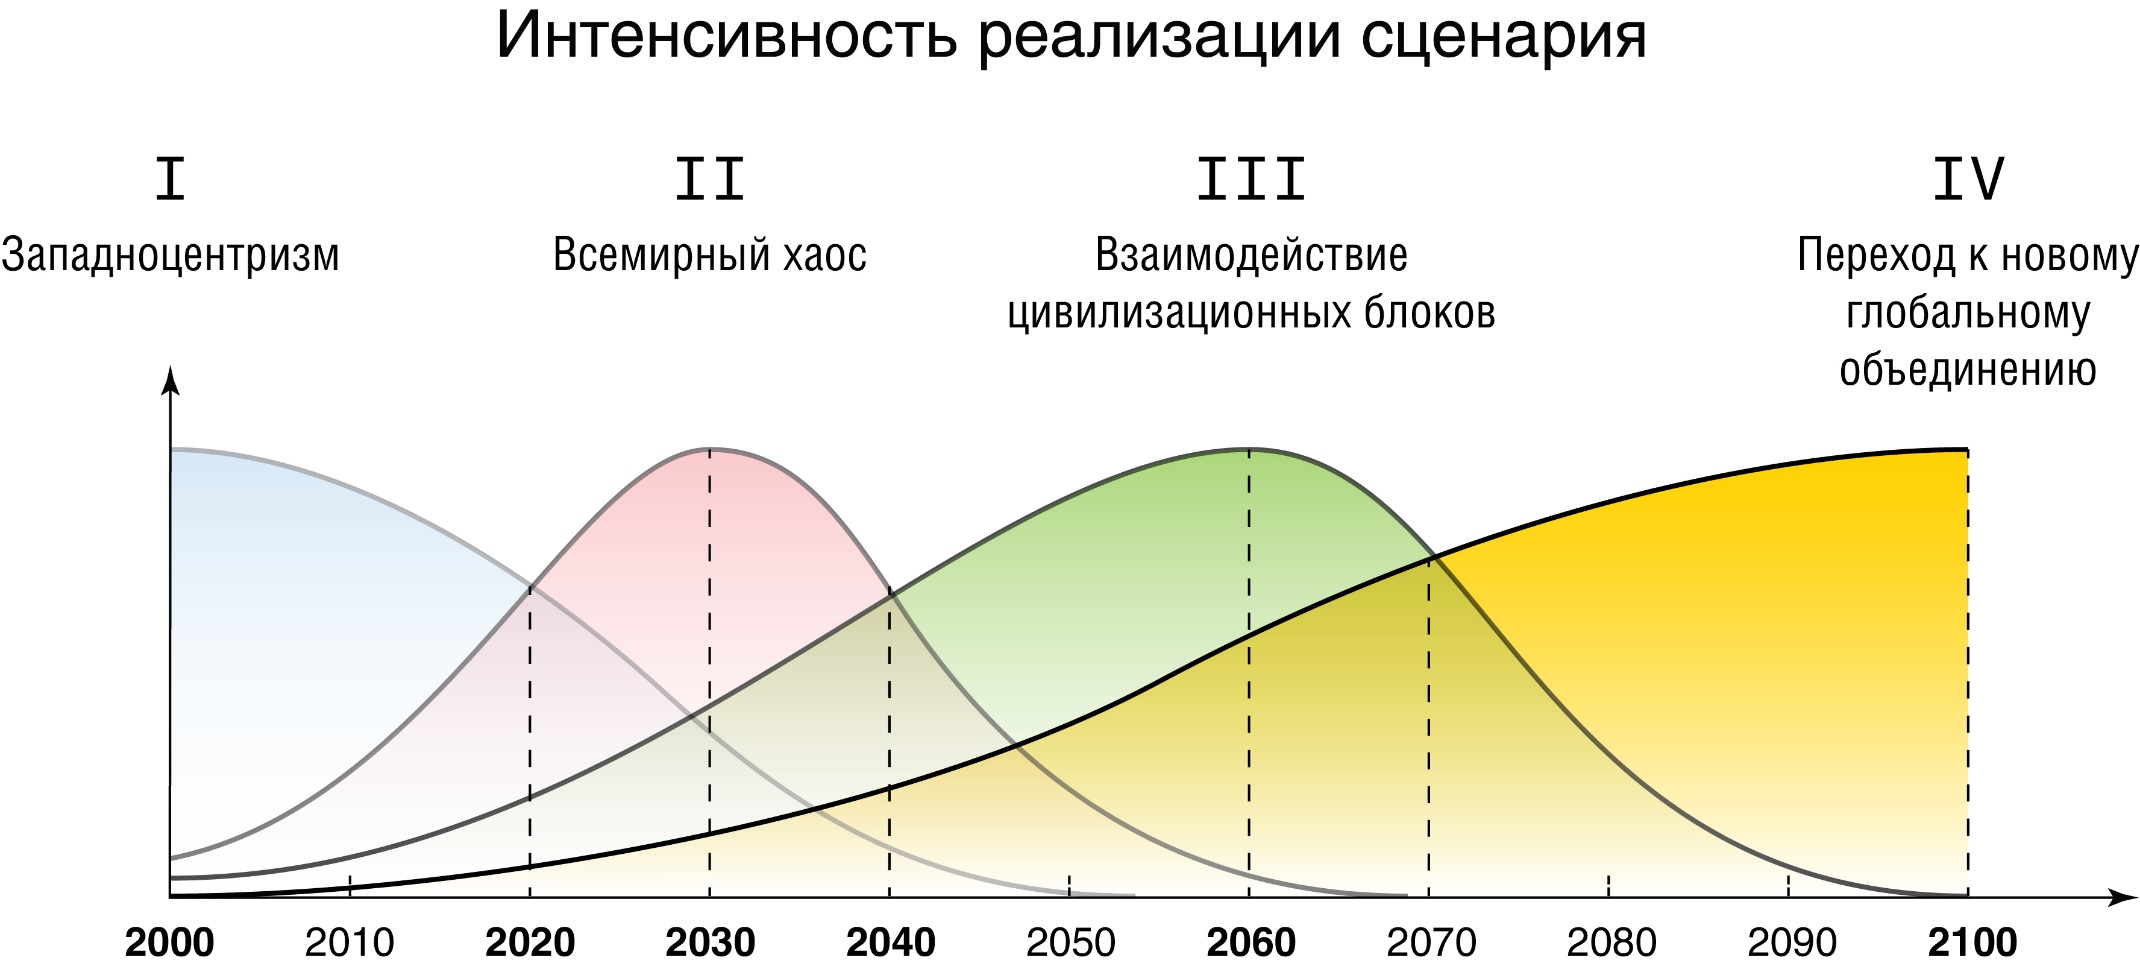 Интенсивность реализации сценария
I
Западноцентризм
II
Всемирный хаос
III
Взаимодействие
цивилизационных блоков
IV
Переход к новому
глобальному
объединению
2000 2010 2020 2030 2040 2050 2060 2070 2080 2090 2100